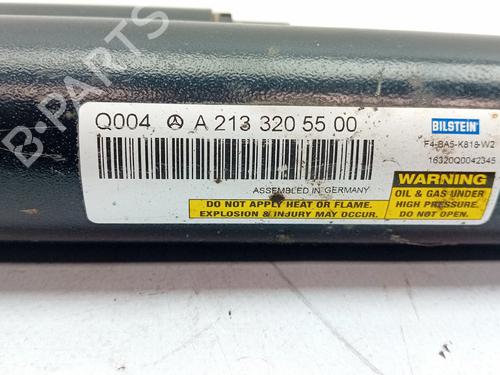 B-PARTS
Q004 A 213 320 55 00
ASSEMBLED IN GERMANY
DO NOT APPLY HEAT OR FLAME.
EXPLOSION & INJURY MAY OCCUR.
BILSTEIN
F4-BA5-K818-W2
16320Q0042345
WARNING
OIL & GAS UNDER
HIGH PRESSURE.
DO NOT OPEN.